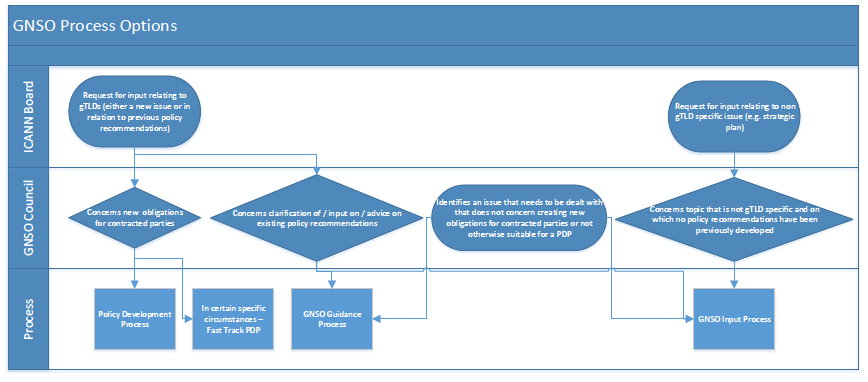 GNSO Process Options
ICANN Board
Request for input relating to
gTLDs (either a new issue or in
relation to previous policy
recommendations)
Request for input relating to non
gTLD specific issue (e.g. strategic
plan)
GNSO Council
Concerns new obligations
for contracted parties
Concerns clarification of / input on / advice on
existing policy recommendations
Identifies an issue that needs to be dealt with
that does not concern creating new
obligations for contracted parties or not
otherwise suitable for a PDP
Concerns topic that is not gTLD specific and on
which no policy recommendations have been
previously developed
Process
Policy Development
Process
In certain specific
circumstances –
Fast Track PDP
GNSO Guidance
Process
GNSO Input Process